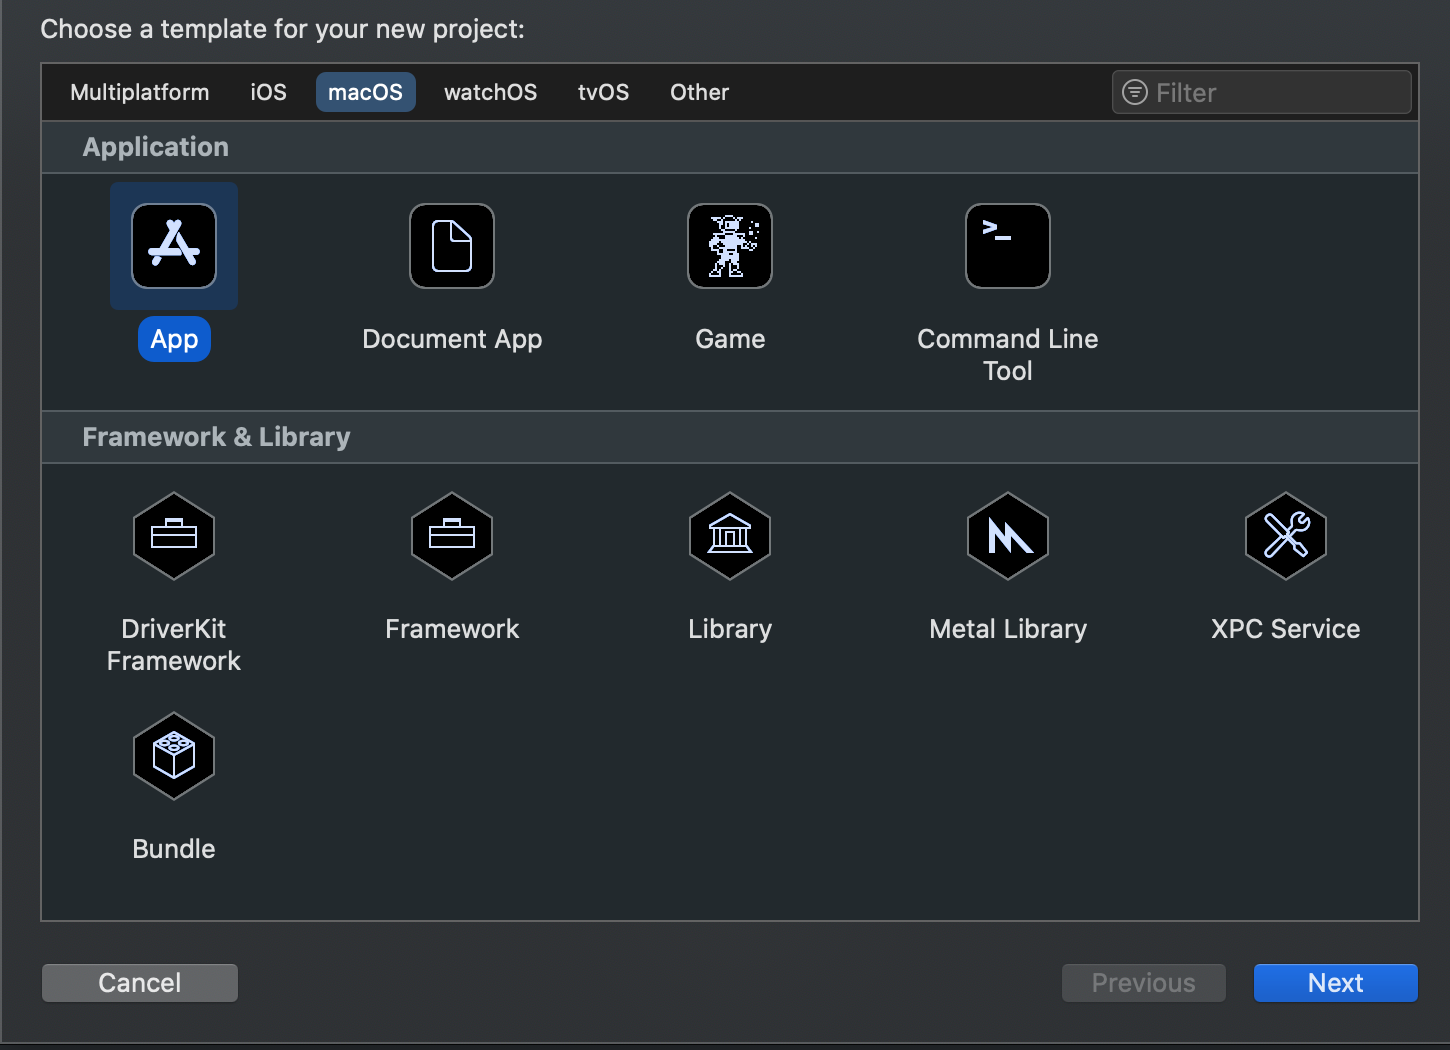 Choose a template for your new project:
Multiplatform iOS macOS watchOS tvOS Other Filter
Application
App Document App Game Command Line
Tool
Framework & Library
DriverKit Framework Library Metal Library XPC Service
Framework
Bundle
Cancel Previous Next